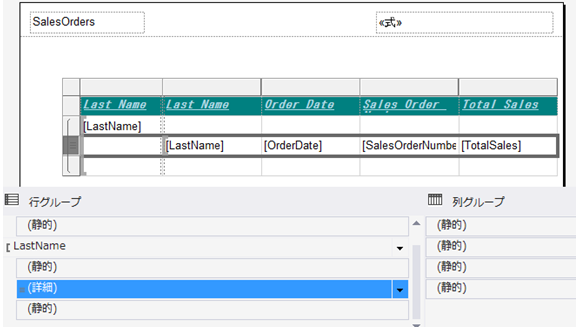 SalesOrders «式»
Last Name Last Name Order Date Sales Order Total Sales
[LastName]
[LastName] [OrderDate] [SalesOrderNumbe [TotalSales]
行グループ 列グループ
(静的) (静的)
LastName (静的)
(静的) (静的)
(詳細) (静的)
(静的)